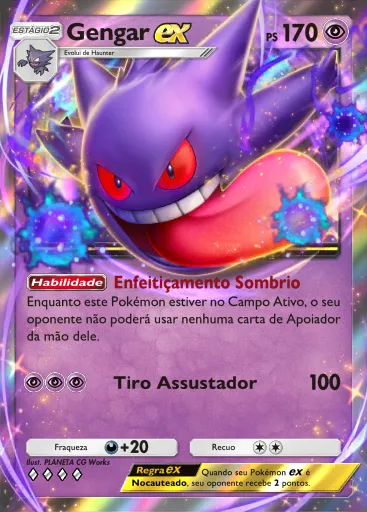 ESTÁGIO2
Gengar ex
PS 170
Evolui de Haunter
Habilidade Enfeitiçamento Sombrio
Enquanto este Pokémon estiver no Campo Ativo, o seu
oponente não poderá usar nenhuma carta de Apoiador
da mão dele.
Tiro Assustador 100
Fraqueza +20
Recuo
Ilust. PLANETA CG Works
Regra ex Quando seu Pokémon ex é
Nocauteado, seu oponente recebe 2 pontos.